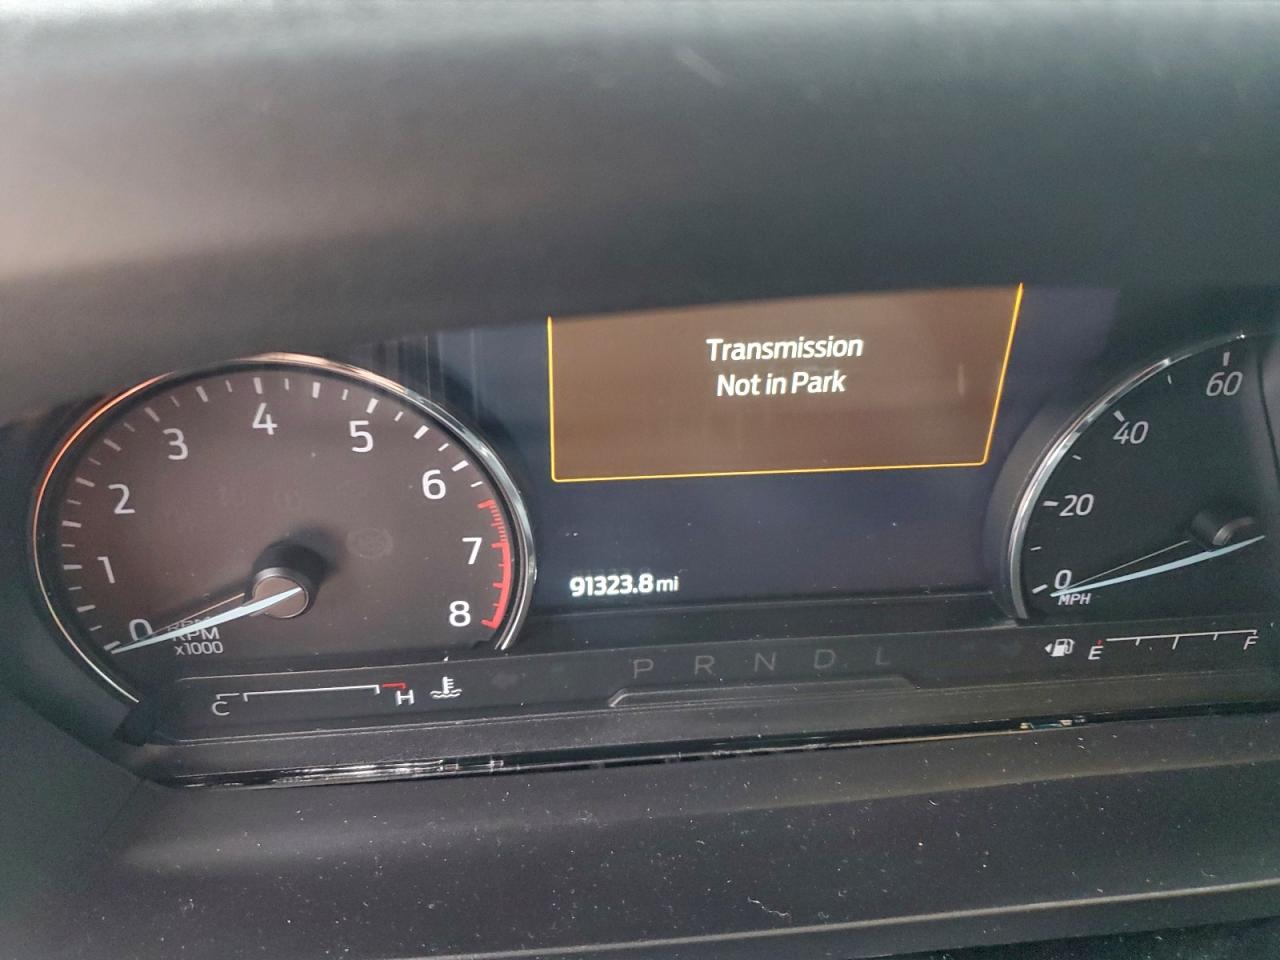 Transmission
Not in Park
0 1 2 3 4 5 6 7 8
RPM
x1000
91323.8 mi
0 20 40 60
MPH
C H
P R N D L
E F